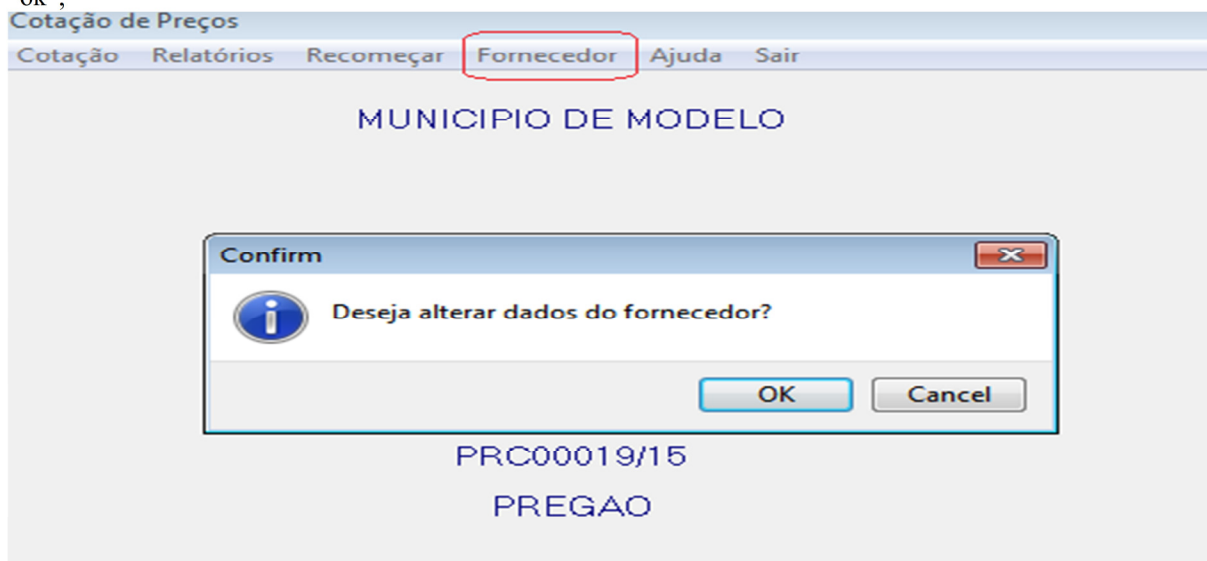 "ok",
Cotação de Preços
Cotação Relatórios Recomeçar Fornecedor Ajuda Sair
MUNICIPIO DE MODELO
Confirm
Deseja alterar dados do fornecedor?
OK Cancel
PRC00019/15
PREGAO